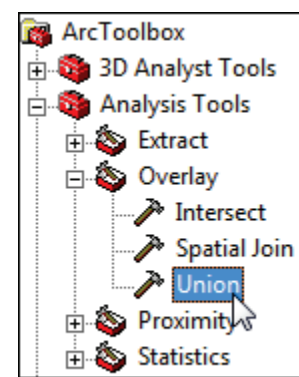 ArcToolbox
3D Analyst Tools
Analysis Tools
Extract
Overlay
Intersect
Spatial Join
Union
Proximity
Statistics